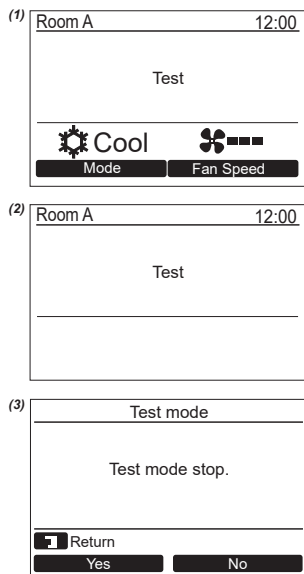 (1)
Room A 12:00
Test
Cool
Mode Fan Speed
(2)
Room A 12:00
Test
(3)
Test mode
Test mode stop.
Return
Yes No